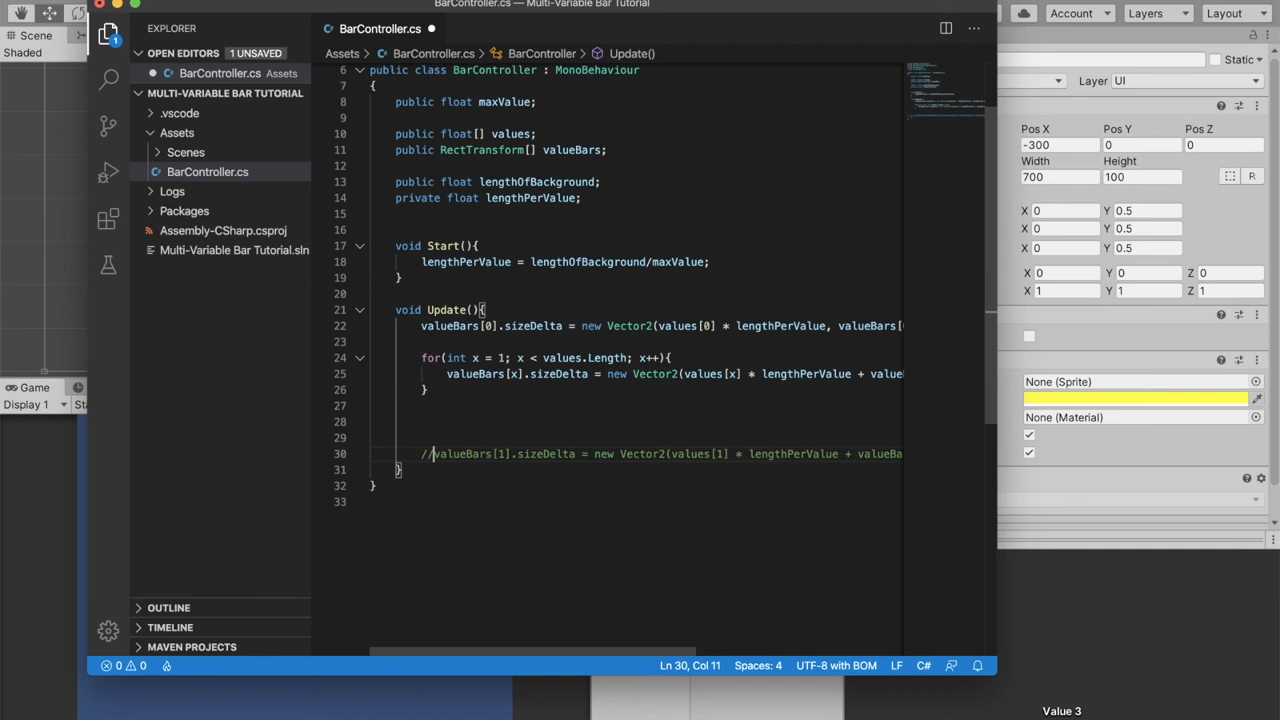 BarController.cs — Multi-Variable Bar Tutorial
Account
Layers
Layout
Scene
Shaded
EXPLORER
BarController.cs
OPEN EDITORS 1 UNSAVED
Assets > BarController.cs > BarController > Update()
Static
BarController.cs Assets
6 public class BarController : MonoBehaviour
Layer UI
MULTI-VARIABLE BAR TUTORIAL
7 {
.vscode
8 public float maxValue;
Assets
9
Pos X Pos Y Pos Z
10 public float[] values;
-300 0 0
Scenes
11 public RectTransform[] valueBars;
Width Height
BarController.cs
12
700 100 R
Logs
13 public float lengthOfBackground;
Packages
14 private float lengthPerValue;
X 0 Y 0.5
Assembly-CSharp.csproj
15
X 0 Y 0.5
Multi-Variable Bar Tutorial.sln
16
17 void Start(){
X 0 Y 0.5
18 lengthPerValue = lengthOfBackground/maxValue;
X 0 Y 0 Z 0
19 }
X 1 Y 1 Z 1
20
21 void Update(){
22 valueBars[0].sizeDelta = new Vector2(values[0] * lengthPerValue, valueBars[
23
24 for(int x = 1; x < values.Length; x++){
25 valueBars[x].sizeDelta = new Vector2(values[x] * lengthPerValue + value
None (Sprite)
26 }
Game
27
Display 1
None (Material)
28
29
30 //valueBars[1].sizeDelta = new Vector2(values[1] * lengthPerValue + valueBa
31 }
32 }
33
OUTLINE
TIMELINE
MAVEN PROJECTS
0 0
Ln 30, Col 11 Spaces: 4 UTF-8 with BOM LF C#
Value 3
1